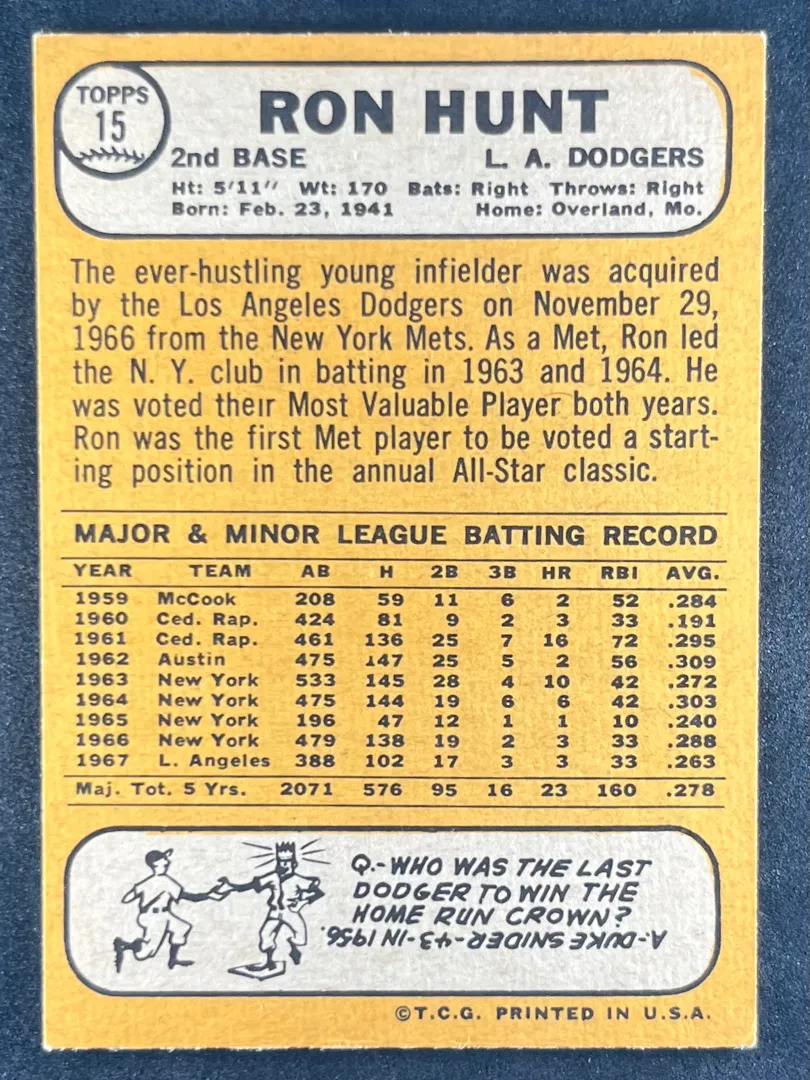 TOPPS
15
RON HUNT
2nd BASE L. A. DODGERS
Ht: 5'11" Wt: 170 Bats: Right Throws: Right
Born: Feb. 23, 1941 Home: Overland, Mo.
The ever-hustling young infielder was acquired
by the Los Angeles Dodgers on November 29,
1966 from the New York Mets. As a Met, Ron led
the N. Y. club in batting in 1963 and 1964. He
was voted their Most Valuable Player both years.
Ron was the first Met player to be voted a start-
ing position in the annual All-Star classic.
MAJOR & MINOR LEAGUE BATTING RECORD
YEAR TEAM AB H 2B 3B HR RBI AVG.
1959 McCook 208 59 11 6 2 52 .284
1960 Ced. Rap. 424 81 9 2 3 33 .191
1961 Ced. Rap. 461 136 25 7 16 72 .295
1962 Austin 475 147 25 5 2 56 .309
1963 New York 533 145 28 4 10 42 .272
1964 New York 475 144 19 6 6 42 .303
1965 New York 196 47 12 1 1 10 .240
1966 New York 479 138 19 2 3 33 .288
1967 L. Angeles 388 102 17 3 3 33 .263
Maj. Tot. 5 Yrs. 2071 576 95 16 23 160 .278
Q.-WHO WAS THE LAST
DODGER TO WIN THE
HOME RUN CROWN?
A-DUKE SNIDER-43-IN 1956.
©T.C.G. PRINTED IN U.S.A.